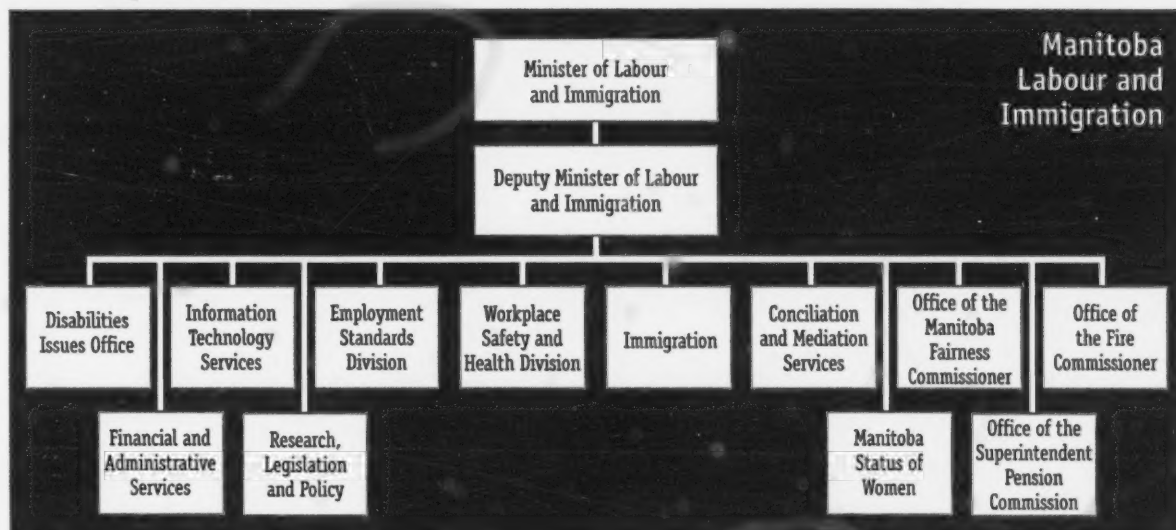 Manitoba
Labour and
Immigration
Minister of Labour
and Immigration
Deputy Minister of Labour
and Immigration
Disabilities
Issues Office
Information
Technology
Services
Employment
Standards
Division
Workplace
Safety and
Health Division
Immigration
Conciliation
and Mediation
Services
Office of the
Manitoba
Fairness
Commissioner
Office of
the Fire
Commissioner
Financial and
Administrative
Services
Research,
Legislation
and Policy
Manitoba
Status of
Women
Office of the
Superintendent
Pension
Commission